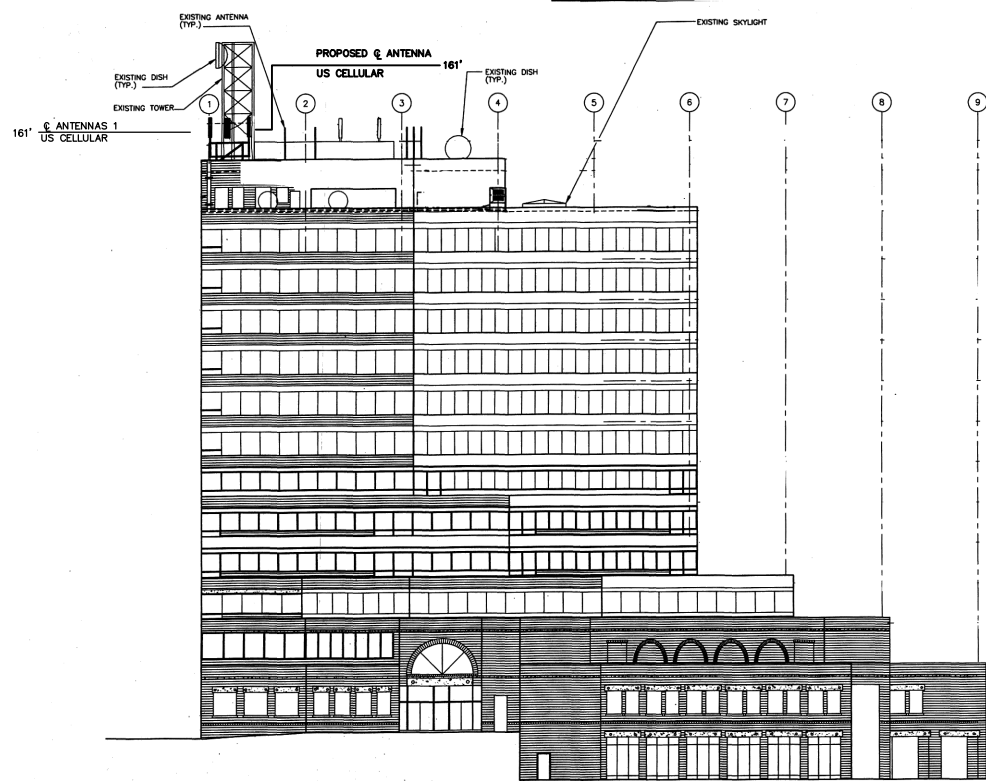 EXISTING ANTENNA
(TYP.)
EXISTING SKYLIGHT
PROPOSED ℄ ANTENNA
US CELLULAR
161'
EXISTING DISH
(TYP.)
EXISTING DISH
(TYP.)
EXISTING TOWER
1
2
3
4
5
6
7
8
9
161'
℄ ANTENNAS 1
US CELLULAR